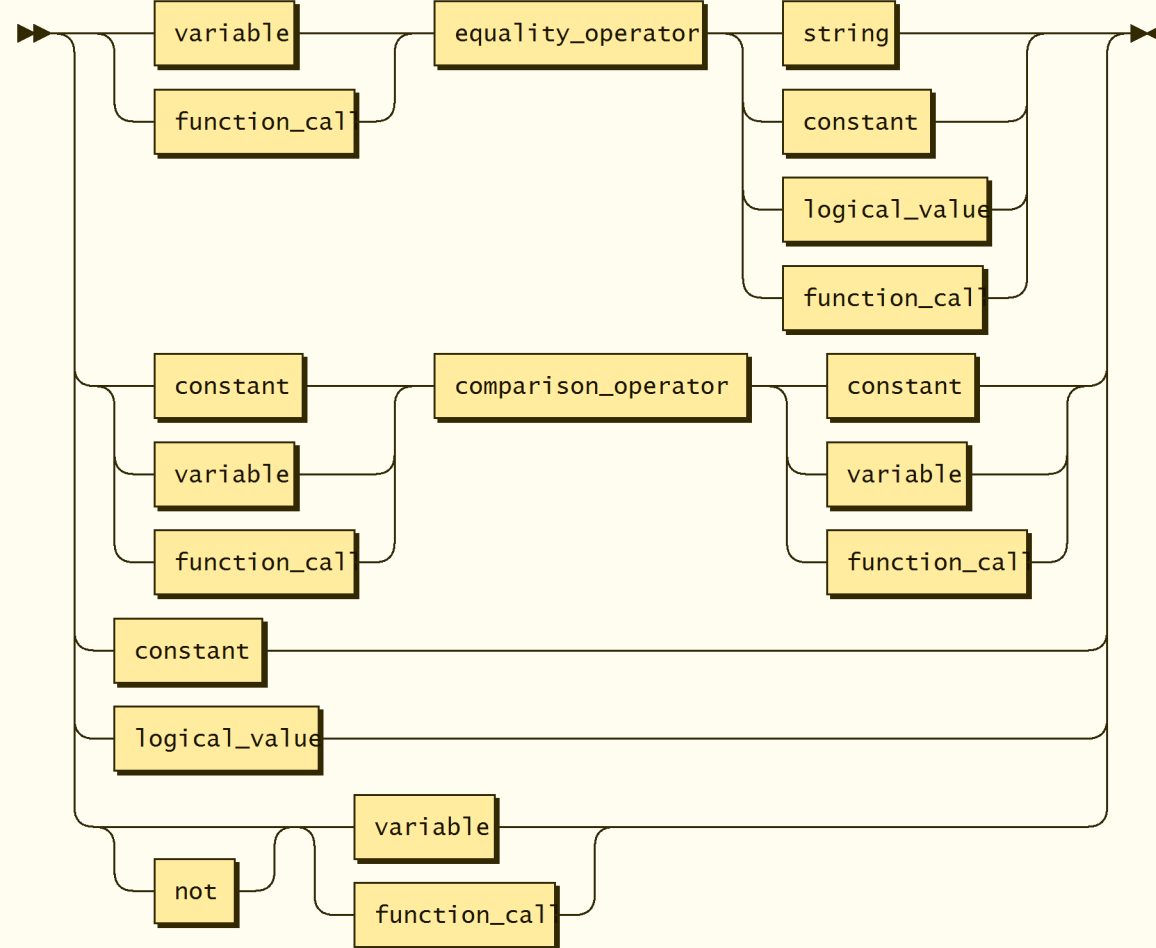 variable equality_operator string
function_call constant
logical_value
function_call
constant comparison_operator constant
variable variable
function_call function_call
constant
logical_value
variable
not
function_call